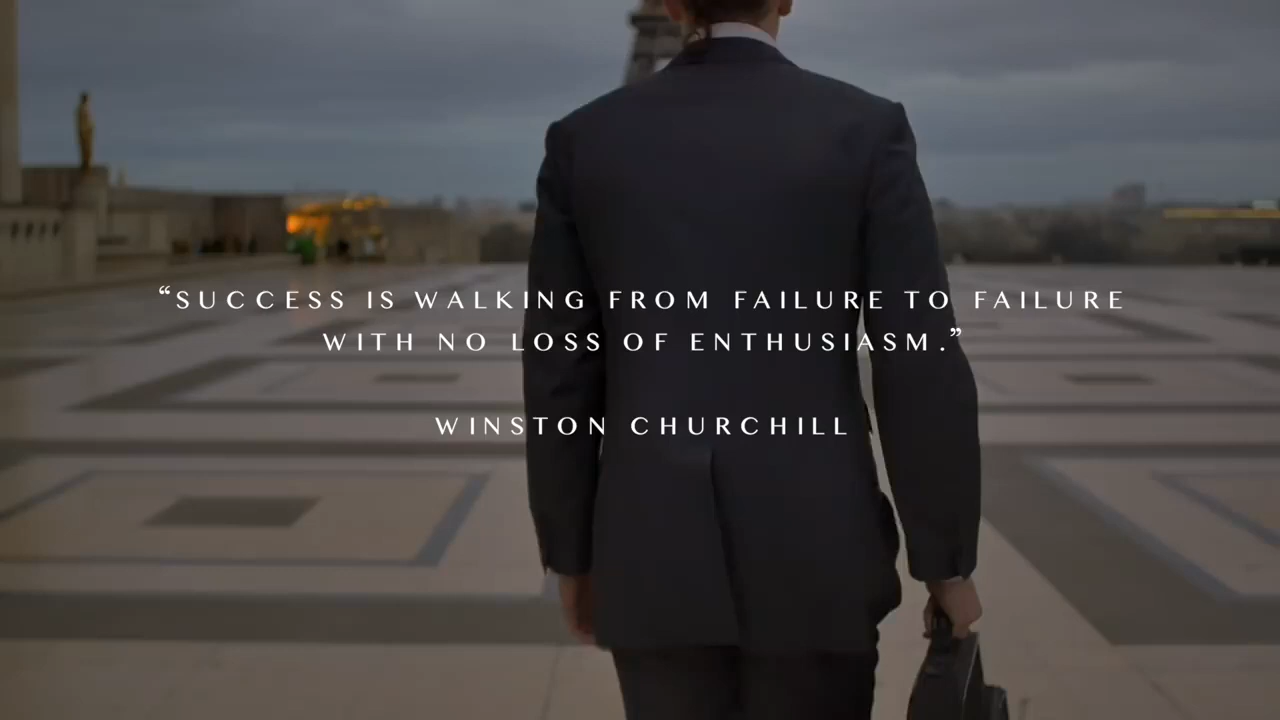 “SUCCESS IS WALKING FROM FAILURE TO FAILURE
WITH NO LOSS OF ENTHUSIASM.”
WINSTON CHURCHILL